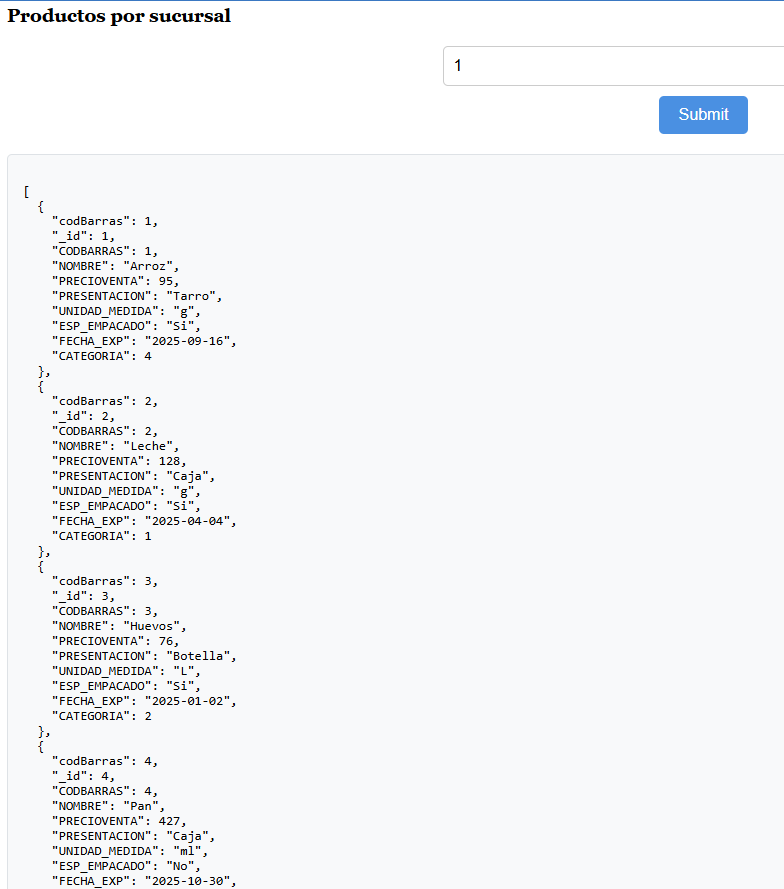 Productos por sucursal
1
Submit
[
  {
    "codBarras": 1,
    "_id": 1,
    "CODBARRAS": 1,
    "NOMBRE": "Arroz",
    "PRECIOVENTA": 95,
    "PRESENTACION": "Tarro",
    "UNIDAD_MEDIDA": "g",
    "ESP_EMPACADO": "Si",
    "FECHA_EXP": "2025-09-16",
    "CATEGORIA": 4
  },
  {
    "codBarras": 2,
    "_id": 2,
    "CODBARRAS": 2,
    "NOMBRE": "Leche",
    "PRECIOVENTA": 128,
    "PRESENTACION": "Caja",
    "UNIDAD_MEDIDA": "g",
    "ESP_EMPACADO": "Si",
    "FECHA_EXP": "2025-04-04",
    "CATEGORIA": 1
  },
  {
    "codBarras": 3,
    "_id": 3,
    "CODBARRAS": 3,
    "NOMBRE": "Huevos",
    "PRECIOVENTA": 76,
    "PRESENTACION": "Botella",
    "UNIDAD_MEDIDA": "L",
    "ESP_EMPACADO": "Si",
    "FECHA_EXP": "2025-01-02",
    "CATEGORIA": 2
  },
  {
    "codBarras": 4,
    "_id": 4,
    "CODBARRAS": 4,
    "NOMBRE": "Pan",
    "PRECIOVENTA": 427,
    "PRESENTACION": "Caja",
    "UNIDAD_MEDIDA": "ml",
    "ESP_EMPACADO": "No",
    "FECHA_EXP": "2025-10-30",